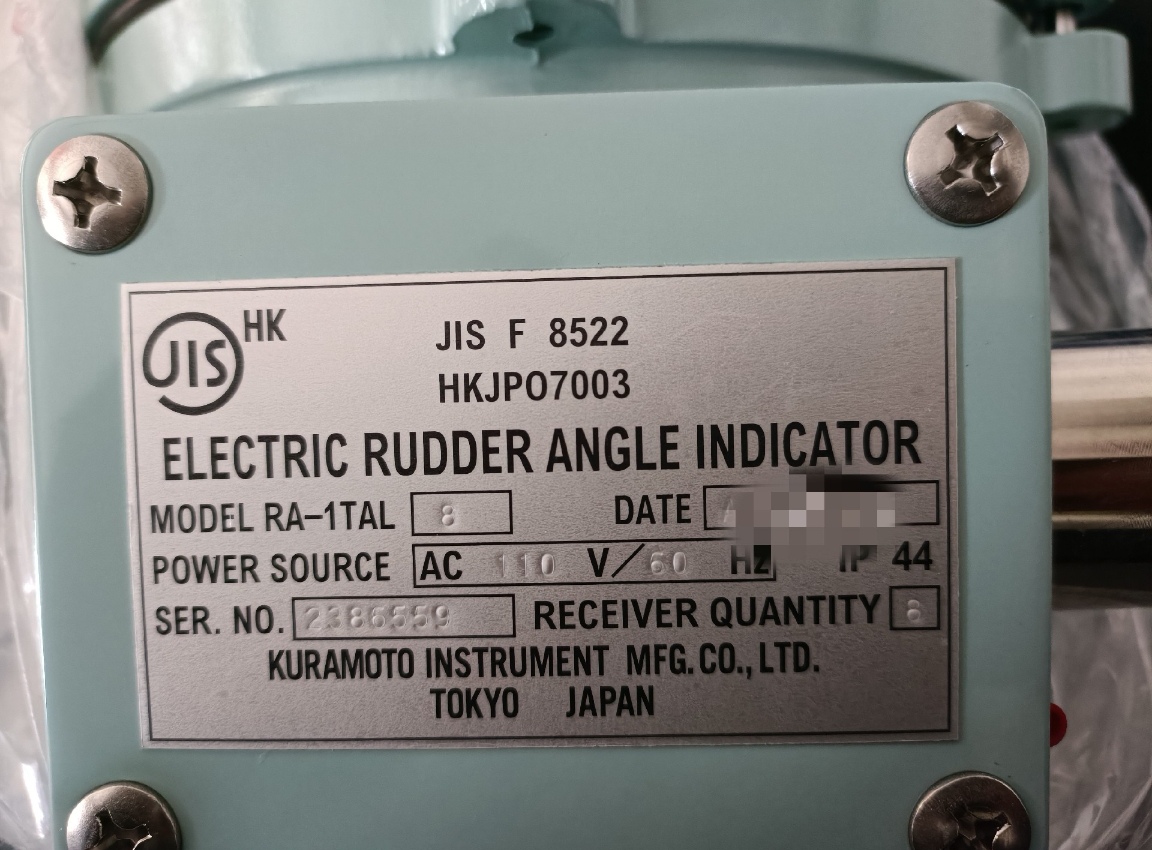 JIS HK
JIS F 8522
HKJPO7003
ELECTRIC RUDDER ANGLE INDICATOR
MODEL RA-1TAL 8 DATE
POWER SOURCE AC 110 V/60 Hz IP 44
SER. NO. 2386559 RECEIVER QUANTITY
KURAMOTO INSTRUMENT MFG. CO., LTD.
TOKYO JAPAN